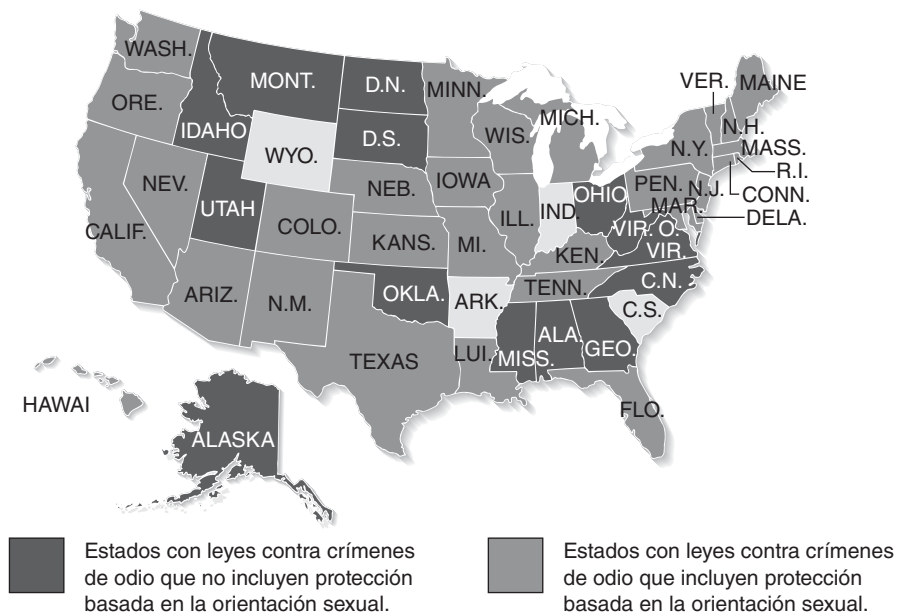 WASH.
ORE.
CALIF.
NEV.
IDAHO
MONT.
WYO.
UTAH
ARIZ.
COLO.
N.M.
D.N.
D.S.
NEB.
KANS.
OKLA.
TEXAS
MINN.
IOWA
MI.
ARK.
LUI.
WIS.
ILL.
MICH.
IND.
OHIO
KEN.
TENN.
MISS.
ALA.
GEO.
FLO.
C.S.
C.N.
VIR.
VIR. O.
MAR.
PEN.
N.J.
N.Y.
VER.
MAINE
N.H.
MASS.
R.I.
CONN.
DELA.
HAWAI
ALASKA
Estados con leyes contra crímenes
de odio que no incluyen protección
basada en la orientación sexual.
Estados con leyes contra crímenes
de odio que incluyen protección
basada en la orientación sexual.